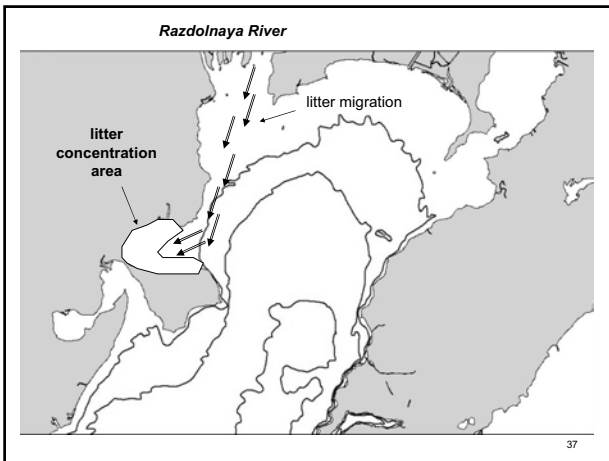 Razdolnaya River
litter migration
litter
concentration
area
37